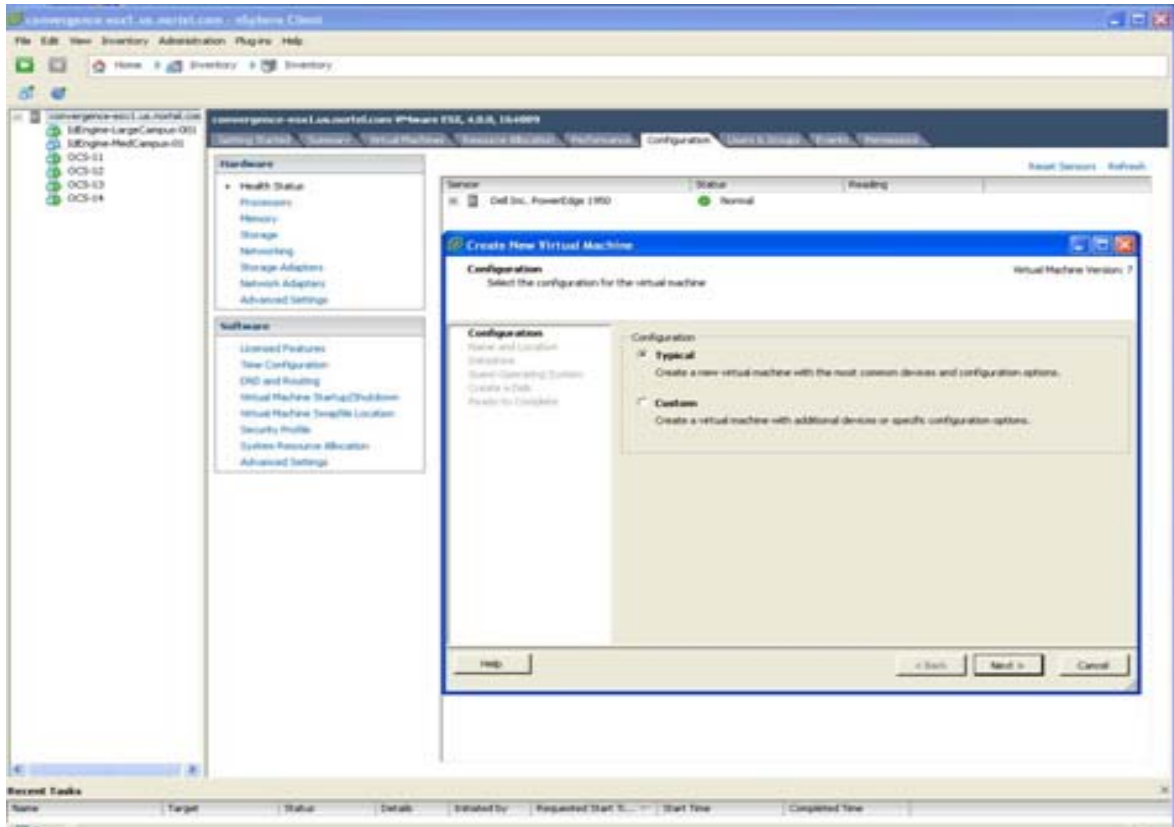 convergence-esx1.us.nortel.com - vSphere Client
File Edit View Inventory Administration Plug-ins Help
Home Inventory Inventory
convergence-esx1.us.nortel.com
IdEngine-LargeCampus-001
IdEngine-MedCampus-01
OCS-11
OCS-12
OCS-13
OCS-14
convergence-esx1.us.nortel.com VMware ESX, 4.0.0, 164009
Getting Started Summary Virtual Machines Resource Allocation Performance Configuration Users & Groups Events Permissions
Hardware
Health Status
Processors
Memory
Storage
Networking
Storage Adapters
Network Adapters
Advanced Settings
Software
Licensed Features
Time Configuration
DNS and Routing
Virtual Machine Startup/Shutdown
Virtual Machine Swapfile Location
Security Profile
System Resource Allocation
Advanced Settings
Reset Sensors Refresh
Sensor Status Reading
Dell Inc. PowerEdge 1950 Normal
Create New Virtual Machine
Configuration
Select the configuration for the virtual machine
Virtual Machine Version: 7
Configuration
Name and Location
Datastore
Guest Operating System
Create a Disk
Ready to Complete
Configuration
Typical
Create a new virtual machine with the most common devices and configuration options.
Custom
Create a virtual machine with additional devices or specific configuration options.
Help < Back Next > Cancel
Recent Tasks
Name Target Status Details Initiated by Requested Start Ti... Start Time Completed Time